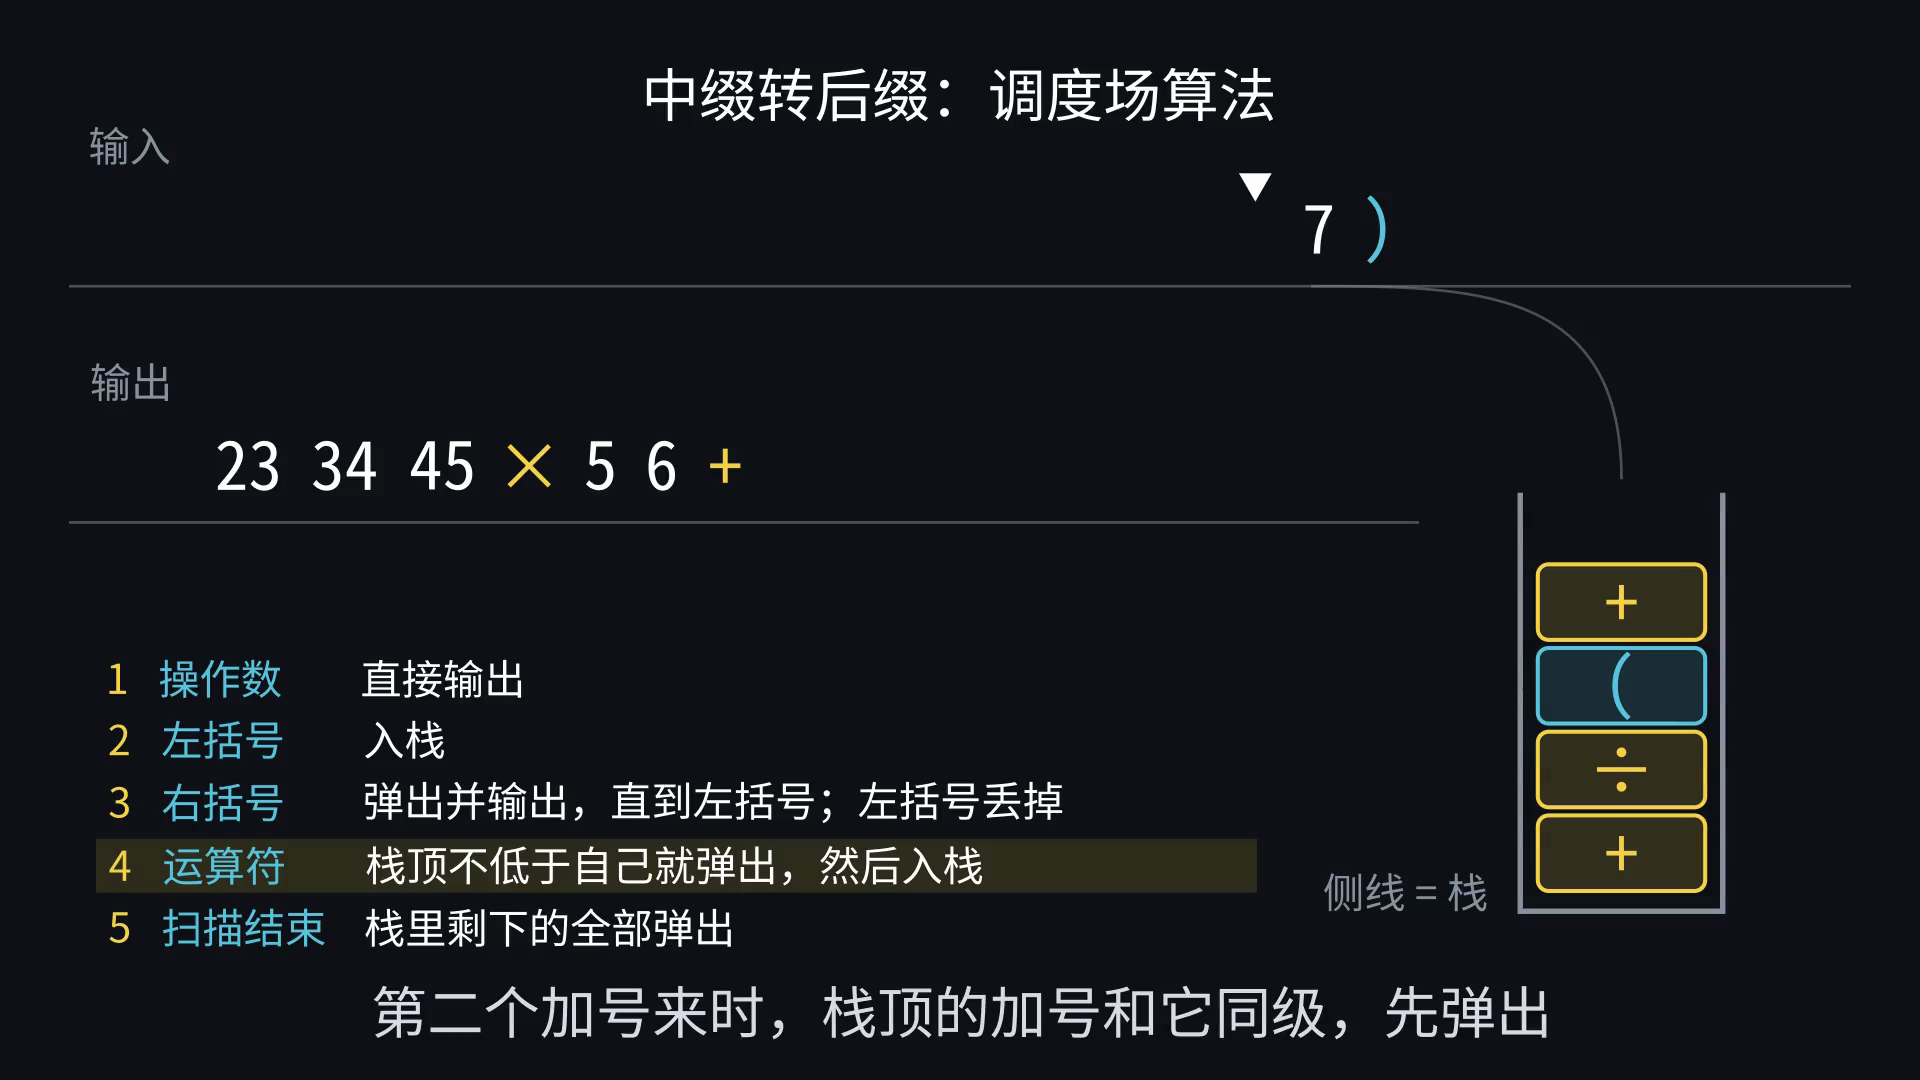 中缀转后缀：调度场算法
输入
7 )
输出
23 34 45 × 5 6 +
+
(
÷
+
1 操作数 直接输出
2 左括号 入栈
3 右括号 弹出并输出，直到左括号；左括号丢掉
4 运算符 栈顶不低于自己就弹出，然后入栈
5 扫描结束 栈里剩下的全部弹出
侧线 = 栈
第二个加号来时，栈顶的加号和它同级，先弹出